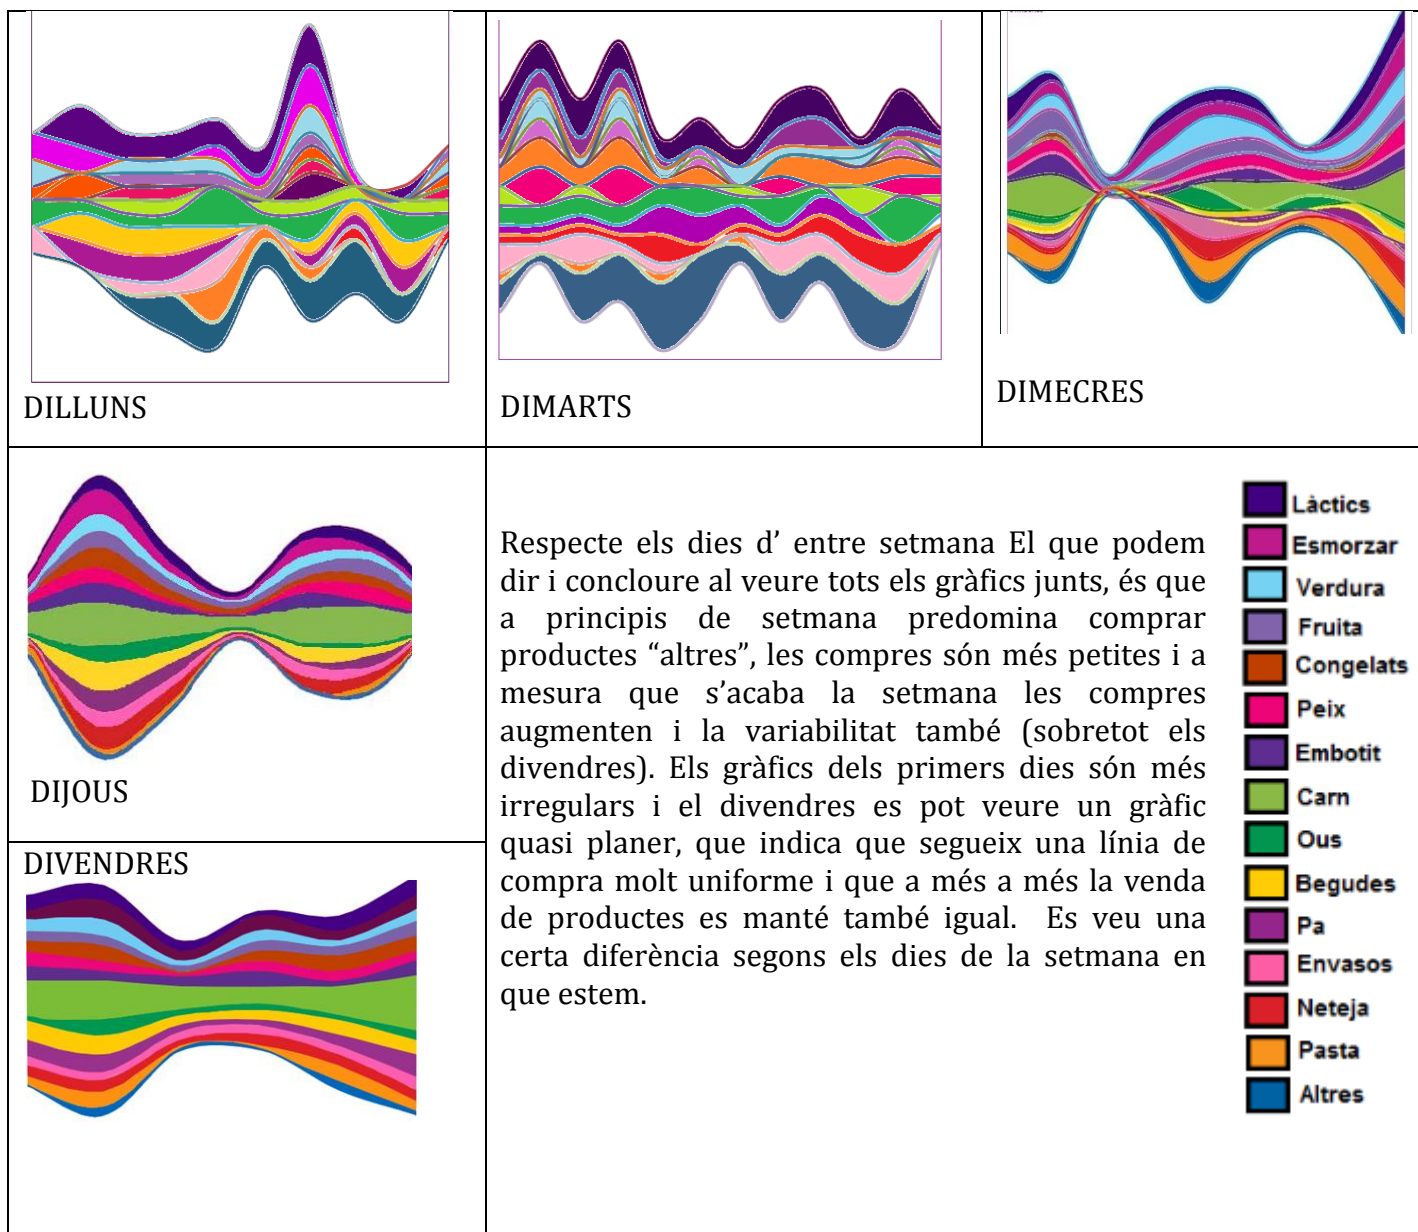 DILLUNS
DIMARTS
DIMECRES
DIJOUS
DIVENDRES
Respecte els dies d’ entre setmana El que podem
dir i concloure al veure tots els gràfics junts, és que
a principis de setmana predomina comprar
productes “altres”, les compres són més petites i a
mesura que s’acaba la setmana les compres
augmenten i la variabilitat també (sobretot els
divendres). Els gràfics dels primers dies són més
irregulars i el divendres es pot veure un gràfic
quasi planer, que indica que segueix una línia de
compra molt uniforme i que a més a més la venda
de productes es manté també igual. Es veu una
certa diferència segons els dies de la setmana en
que estem.
Làctics
Esmorzar
Verdura
Fruita
Congelats
Peix
Embotit
Carn
Ous
Begudes
Pa
Envasos
Neteja
Pasta
Altres